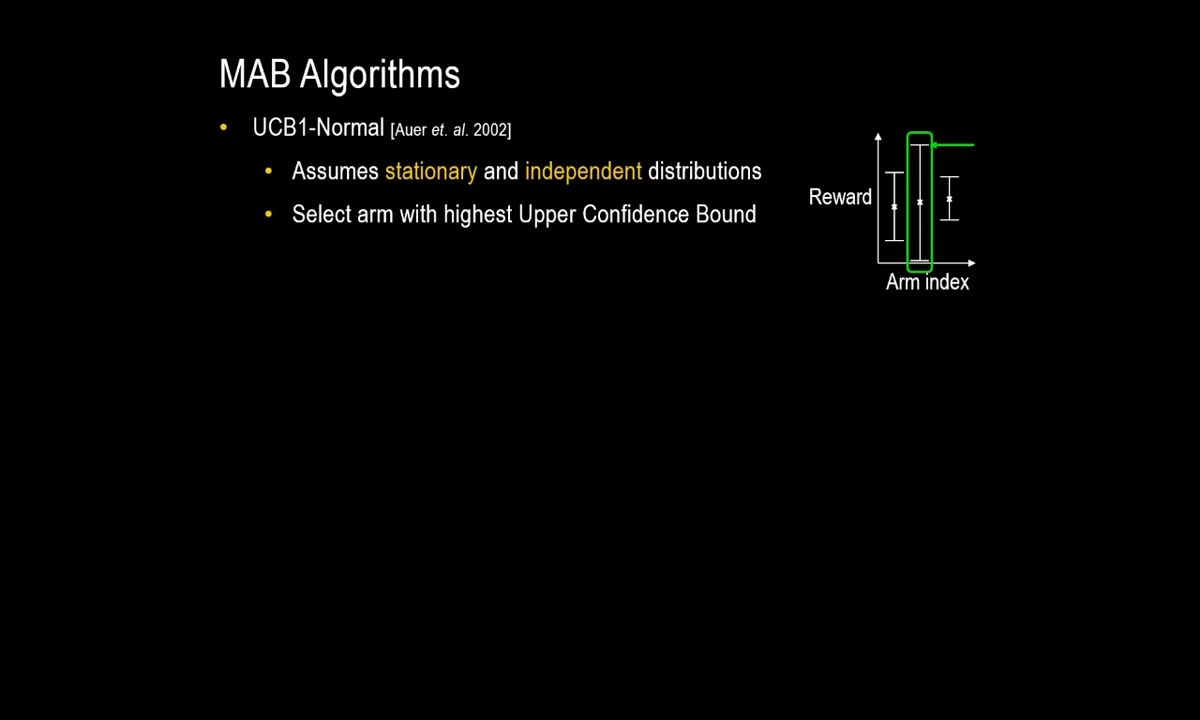 MAB Algorithms
• UCB1-Normal [Auer et. al. 2002]
• Assumes stationary and independent distributions
• Select arm with highest Upper Confidence Bound
Reward
Arm index